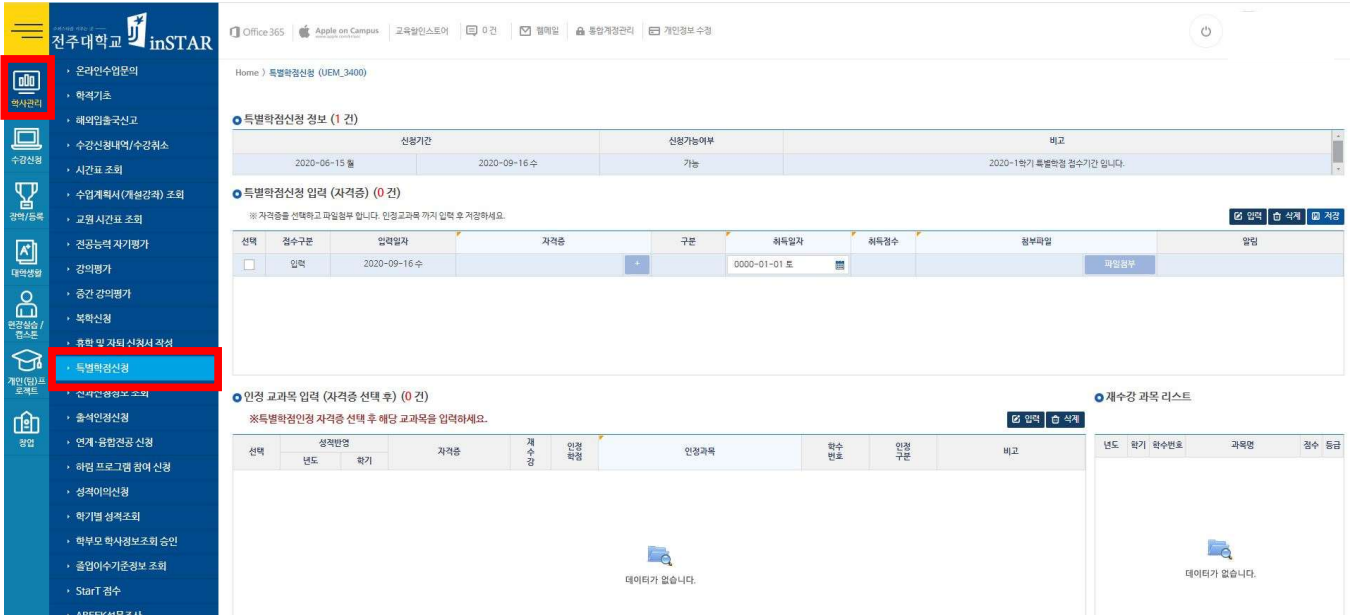 전주대학교 inSTAR
Office 365 Apple on Campus 교육할인스토어 0 건 웹메일 통합계정관리 개인정보 수정
학사관리
수강신청
장학/등록
대학생활
현장실습 /
캡스톤
개인(팀)프
로젝트
창업
온라인수업문의
학적기초
해외입출국신고
수강신청내역/수강취소
시간표 조회
수업계획서(개설강좌) 조회
교원 시간표 조회
전공능력 자기평가
강의평가
중간 강의평가
복학신청
휴학 및 자퇴 신청서 작성
특별학점신청
전과신청정보 조회
출석인정신청
연계·융합전공 신청
하림 프로그램 참여 신청
성적이의신청
학기별 성적조회
학부모 학사정보조회 승인
졸업이수기준정보 조회
StarT 점수
Home 〉 특별학점신청 (UEM_3400)
특별학점신청 정보 (1 건)
신청기간 신청가능여부 비고
2020-06-15 월 2020-09-16 수 가능 2020-1학기 특별학점 접수기간 입니다.
특별학점신청 입력 (자격증) (0 건)
※ 자격증을 선택하고 파일첨부 합니다. 인정교과목 까지 입력 후 저장하세요.
입력 삭제 저장
선택 접수구분 입력일자 자격증 구분 취득일자 취득점수 첨부파일 알림
입력 2020-09-16 수 + 0000-01-01 토 파일첨부
인정 교과목 입력 (자격증 선택 후) (0 건)
※특별학점인정 자격증 선택 후 해당 교과목을 입력하세요.
입력 삭제
선택 성적반영 자격증 재수강 인정학점 인정과목 학수번호 인정구분 비고
년도 학기
데이터가 없습니다.
재수강 과목 리스트
년도 학기 학수번호 과목명 점수 등급
데이터가 없습니다.